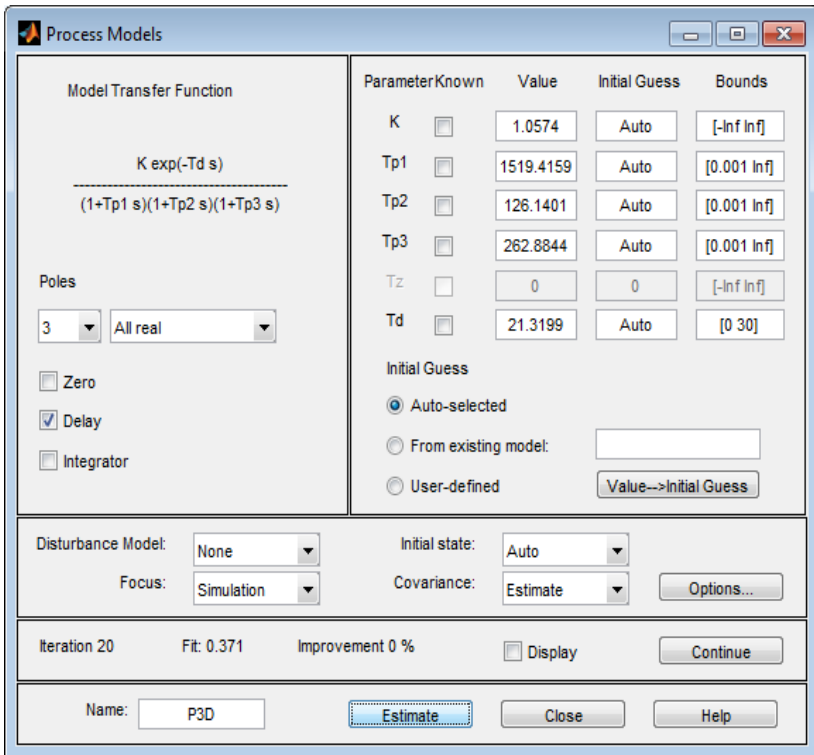 Process Models
Model Transfer Function
K exp(-Td s)
-------------------------------------
(1+Tp1 s)(1+Tp2 s)(1+Tp3 s)
Poles
3 All real
Zero
Delay
Integrator
Parameter Known Value Initial Guess Bounds
K 1.0574 Auto [-Inf Inf]
Tp1 1519.4159 Auto [0.001 Inf]
Tp2 126.1401 Auto [0.001 Inf]
Tp3 262.8844 Auto [0.001 Inf]
Tz 0 0 [-Inf Inf]
Td 21.3199 Auto [0 30]
Initial Guess
Auto-selected
From existing model:
User-defined Value-->Initial Guess
Disturbance Model: None Initial state: Auto
Focus: Simulation Covariance: Estimate Options...
Iteration 20 Fit: 0.371 Improvement 0 % Display Continue
Name: P3D Estimate Close Help